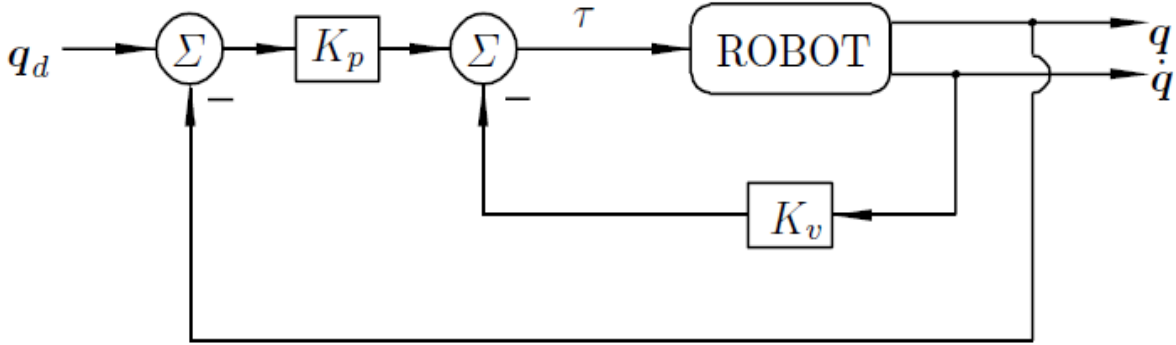 τ
q_d Σ K_p Σ ROBOT q
− − q̇
K_v